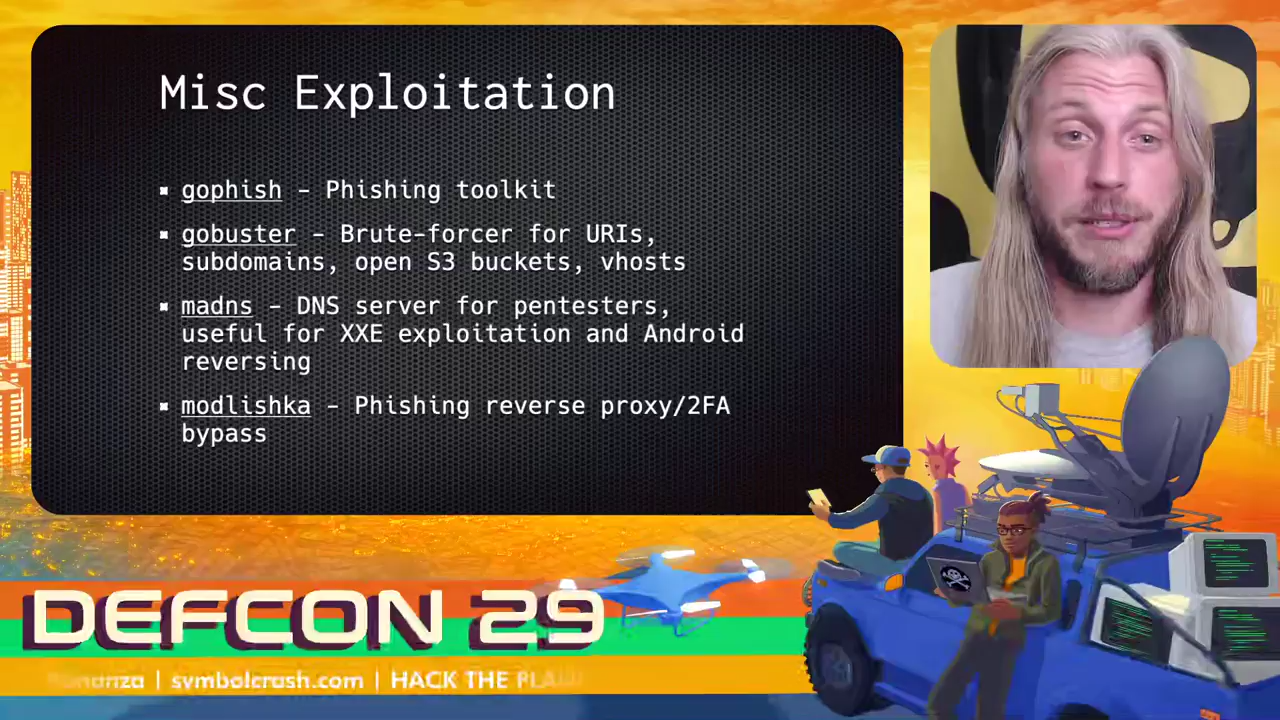 Misc Exploitation
▪ gophish – Phishing toolkit
▪ gobuster – Brute-forcer for URIs,
subdomains, open S3 buckets, vhosts
▪ madns – DNS server for pentesters,
useful for XXE exploitation and Android
reversing
▪ modlishka – Phishing reverse proxy/2FA
bypass
DEFCON 29
onanza | symbolcrash.com | HACK THE PLA